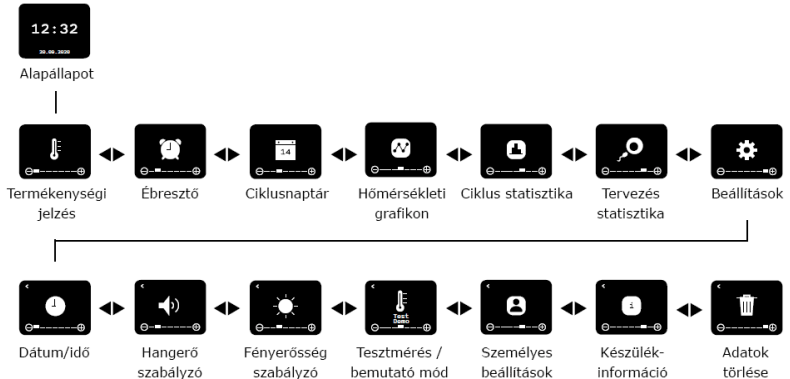 12:32
20.09.2020
Alapállapot
14
Termékenységi
jelzés
Ébresztő
Ciklusnaptár
Hőmérsékleti
grafikon
Ciklus statisztika
Tervezés
statisztika
Beállítások
Test
Demo
i
Dátum/idő
Hangerő
szabályzó
Fényerősség
szabályzó
Tesztmérés /
bemutató mód
Személyes
beállítások
Készülék-
információ
Adatok
törlése